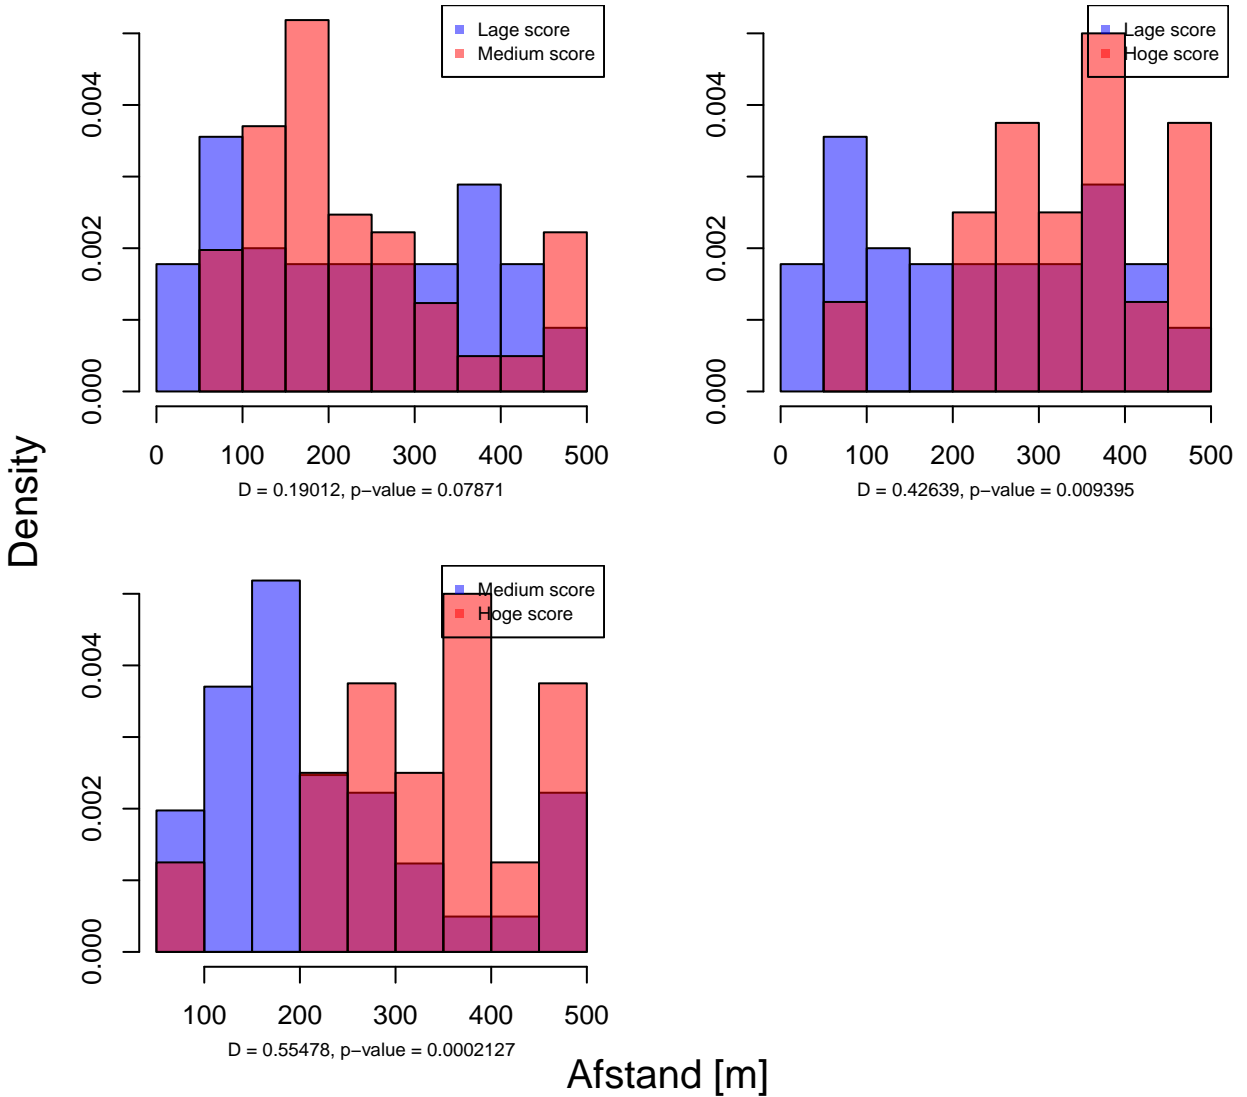 Lage score
Medium score
0.000 0.002 0.004
0 100 200 300 400 500
D = 0.19012, p−value = 0.07871
Lage score
Hoge score
0.000 0.002 0.004
0 100 200 300 400 500
D = 0.42639, p−value = 0.009395
Density
Medium score
Hoge score
0.000 0.002 0.004
100 200 300 400 500
D = 0.55478, p−value = 0.0002127
Afstand [m]